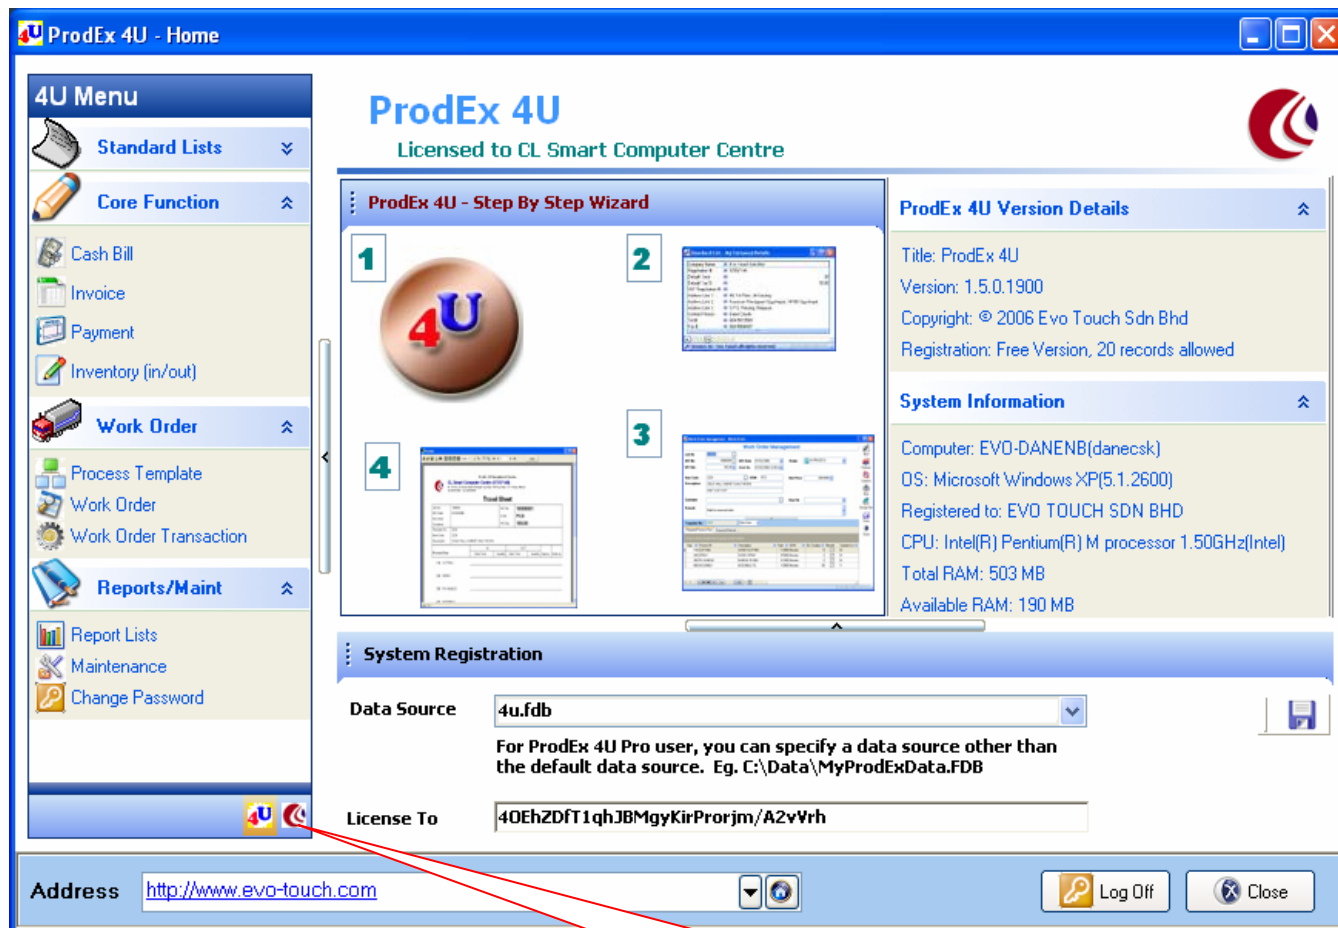 ProdEx 4U - Home
4U Menu
Standard Lists
Core Function
Cash Bill
Invoice
Payment
Inventory (in/out)
Work Order
Process Template
Work Order
Work Order Transaction
Reports/Maint
Report Lists
Maintenance
Change Password
4U
ProdEx 4U
Licensed to CL Smart Computer Centre
ProdEx 4U - Step By Step Wizard
1
4U
2
3
4
Travel Sheet
ProdEx 4U Version Details
Title: ProdEx 4U
Version: 1.5.0.1900
Copyright: © 2006 Evo Touch Sdn Bhd
Registration: Free Version, 20 records allowed
System Information
Computer: EVO-DANENB(danecsk)
OS: Microsoft Windows XP(5.1.2600)
Registered to: EVO TOUCH SDN BHD
CPU: Intel(R) Pentium(R) M processor 1.50GHz(Intel)
Total RAM: 503 MB
Available RAM: 190 MB
System Registration
Data Source
4u.fdb
For ProdEx 4U Pro user, you can specify a data source other than
the default data source. Eg. C:\Data\MyProdExData.FDB
License To
4OEhZDfT1qhJBMgyKirProrjm/A2vVrh
Address
http://www.evo-touch.com
Log Off
Close